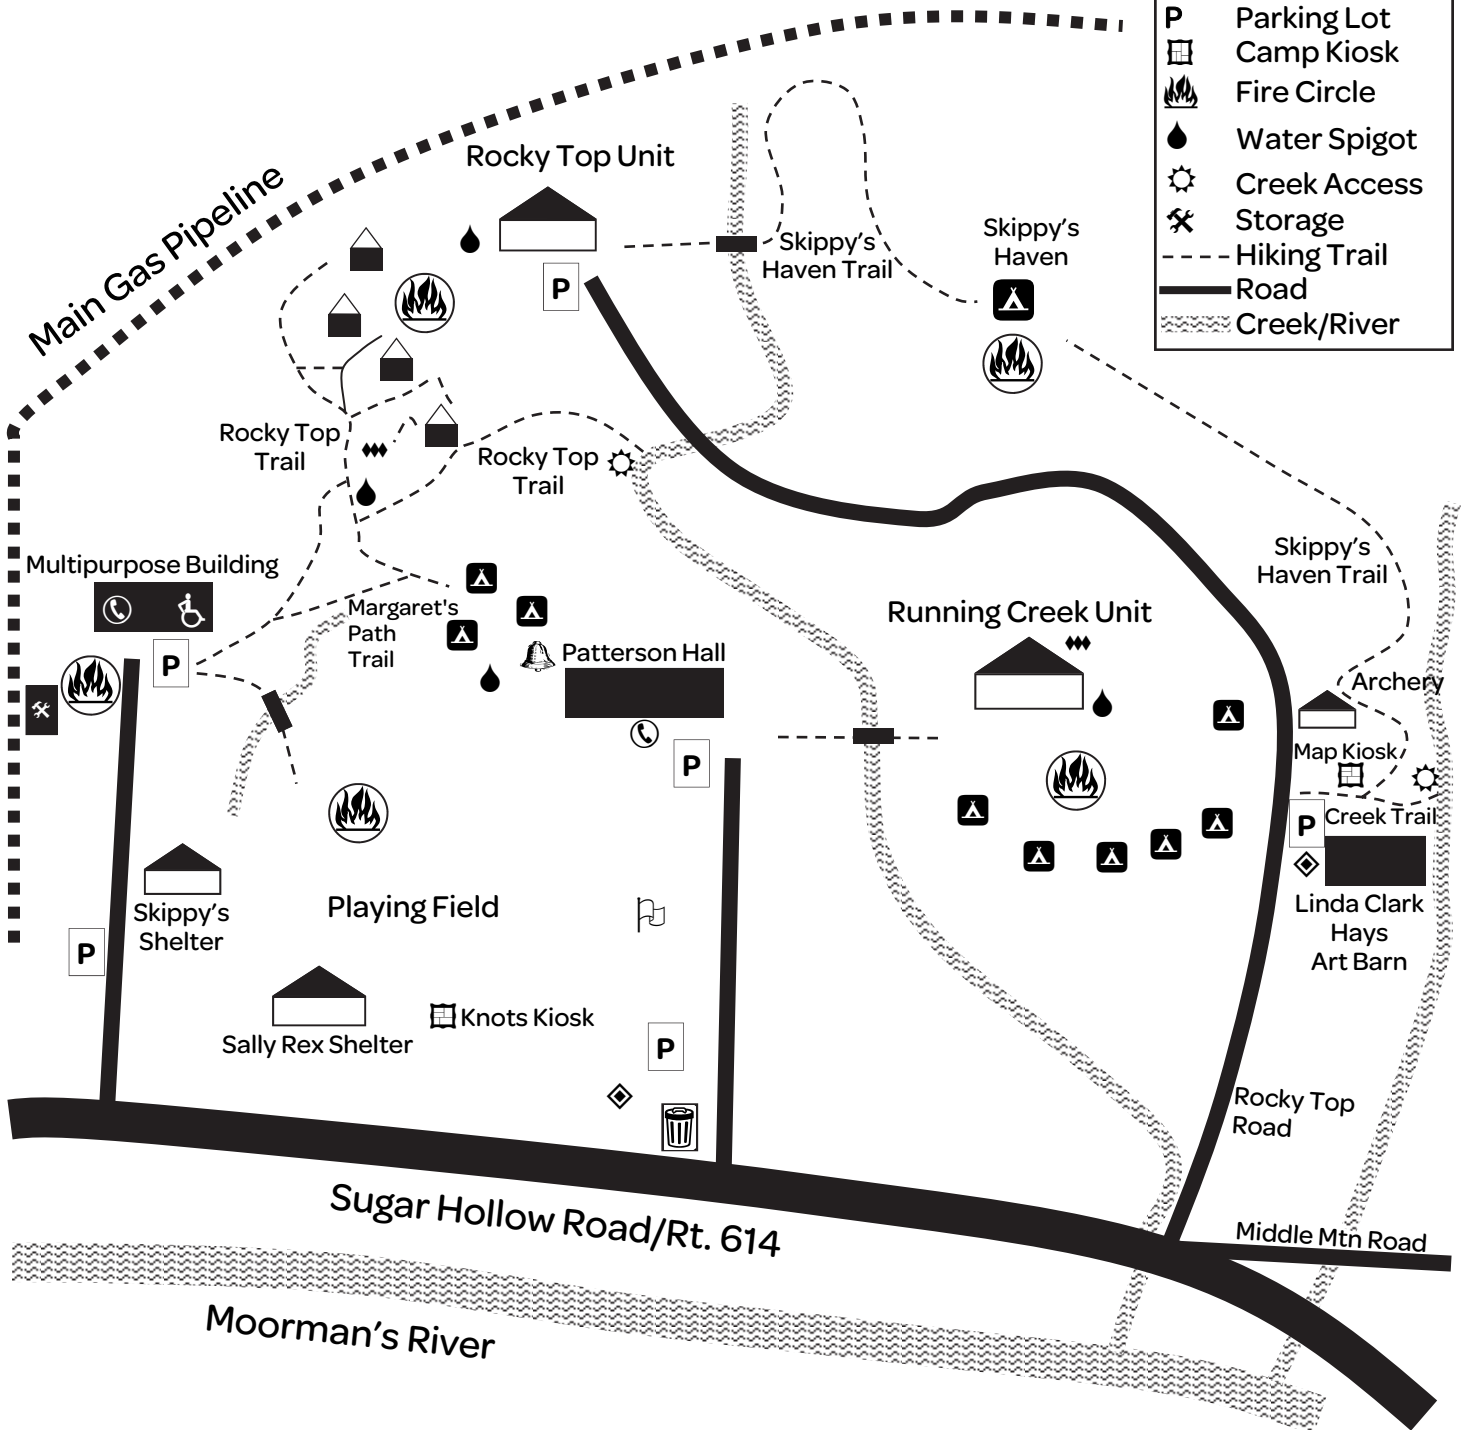 P Parking Lot
Camp Kiosk
Fire Circle
Water Spigot
Creek Access
Storage
Hiking Trail
Road
Creek/River
Main Gas Pipeline
Rocky Top Unit
P
Skippy's
Haven Trail
Skippy's
Haven
Rocky Top
Trail
Rocky Top
Trail
Multipurpose Building
P
Margaret's
Path
Trail
Patterson Hall
P
Running Creek Unit
Skippy's
Haven Trail
Archery
Map Kiosk
P
Creek Trail
Linda Clark
Hays
Art Barn
Skippy's
Shelter
P
Playing Field
Sally Rex Shelter
Knots Kiosk
P
Rocky Top
Road
Sugar Hollow Road/Rt. 614
Middle Mtn Road
Moorman's River